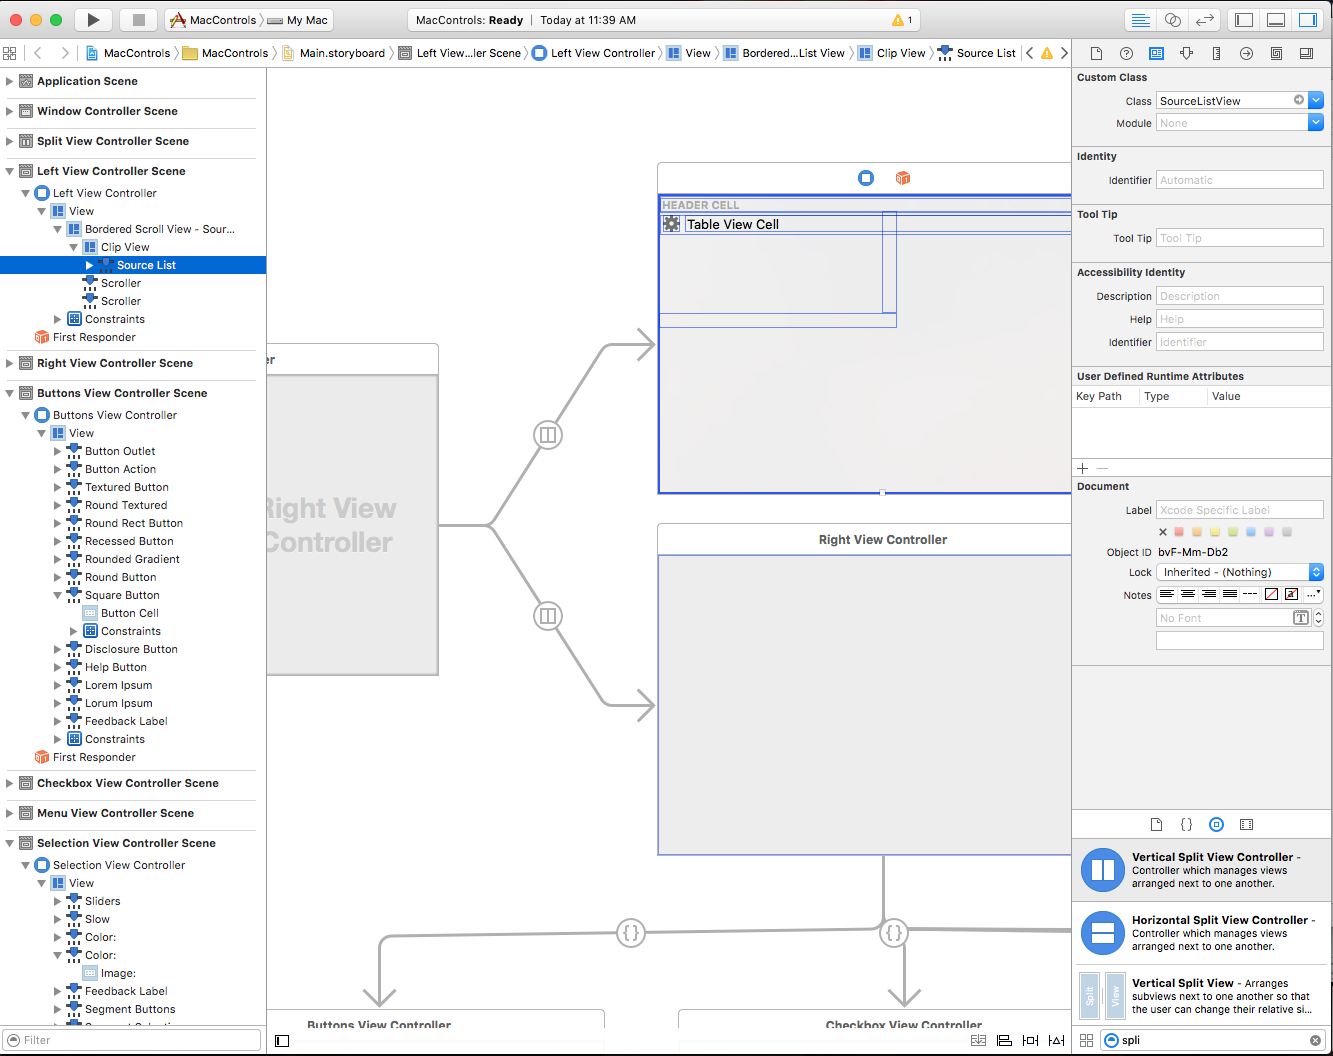 MacControls
My Mac
MacControls: Ready
Today at 11:39 AM
1
MacControls
MacControls
Main.storyboard
Left View...ler Scene
Left View Controller
View
Bordered...List View
Clip View
Source List
Application Scene
Window Controller Scene
Split View Controller Scene
Left View Controller Scene
Left View Controller
View
Bordered Scroll View - Sour...
Clip View
Source List
Scroller
Scroller
Constraints
First Responder
Right View Controller Scene
Buttons View Controller Scene
Buttons View Controller
View
Button Outlet
Button Action
Textured Button
Round Textured
Round Rect Button
Recessed Button
Rounded Gradient
Round Button
Square Button
Button Cell
Constraints
Disclosure Button
Help Button
Lorem Ipsum
Lorum Ipsum
Feedback Label
Constraints
First Responder
Checkbox View Controller Scene
Menu View Controller Scene
Selection View Controller Scene
Selection View Controller
View
Sliders
Slow
Color:
Color:
Image:
Feedback Label
Segment Buttons
Filter
er
Right View
Controller
HEADER CELL
Table View Cell
Right View Controller
{}
{}
Buttons View Controller
Checkbox View Controller
Custom Class
Class SourceListView
Module None
Identity
Identifier Automatic
Tool Tip
Tool Tip Tool Tip
Accessibility Identity
Description Description
Help Help
Identifier Identifier
User Defined Runtime Attributes
Key Path Type Value
Document
Label Xcode Specific Label
Object ID bvF-Mm-Db2
Lock Inherited - (Nothing)
Notes
No Font
Vertical Split View Controller -
Controller which manages views
arranged next to one another.
Horizontal Split View Controller -
Controller which manages views
arranged next to one another.
Split View
Vertical Split View - Arranges
subviews next to one another so that
the user can change their relative si...
spli